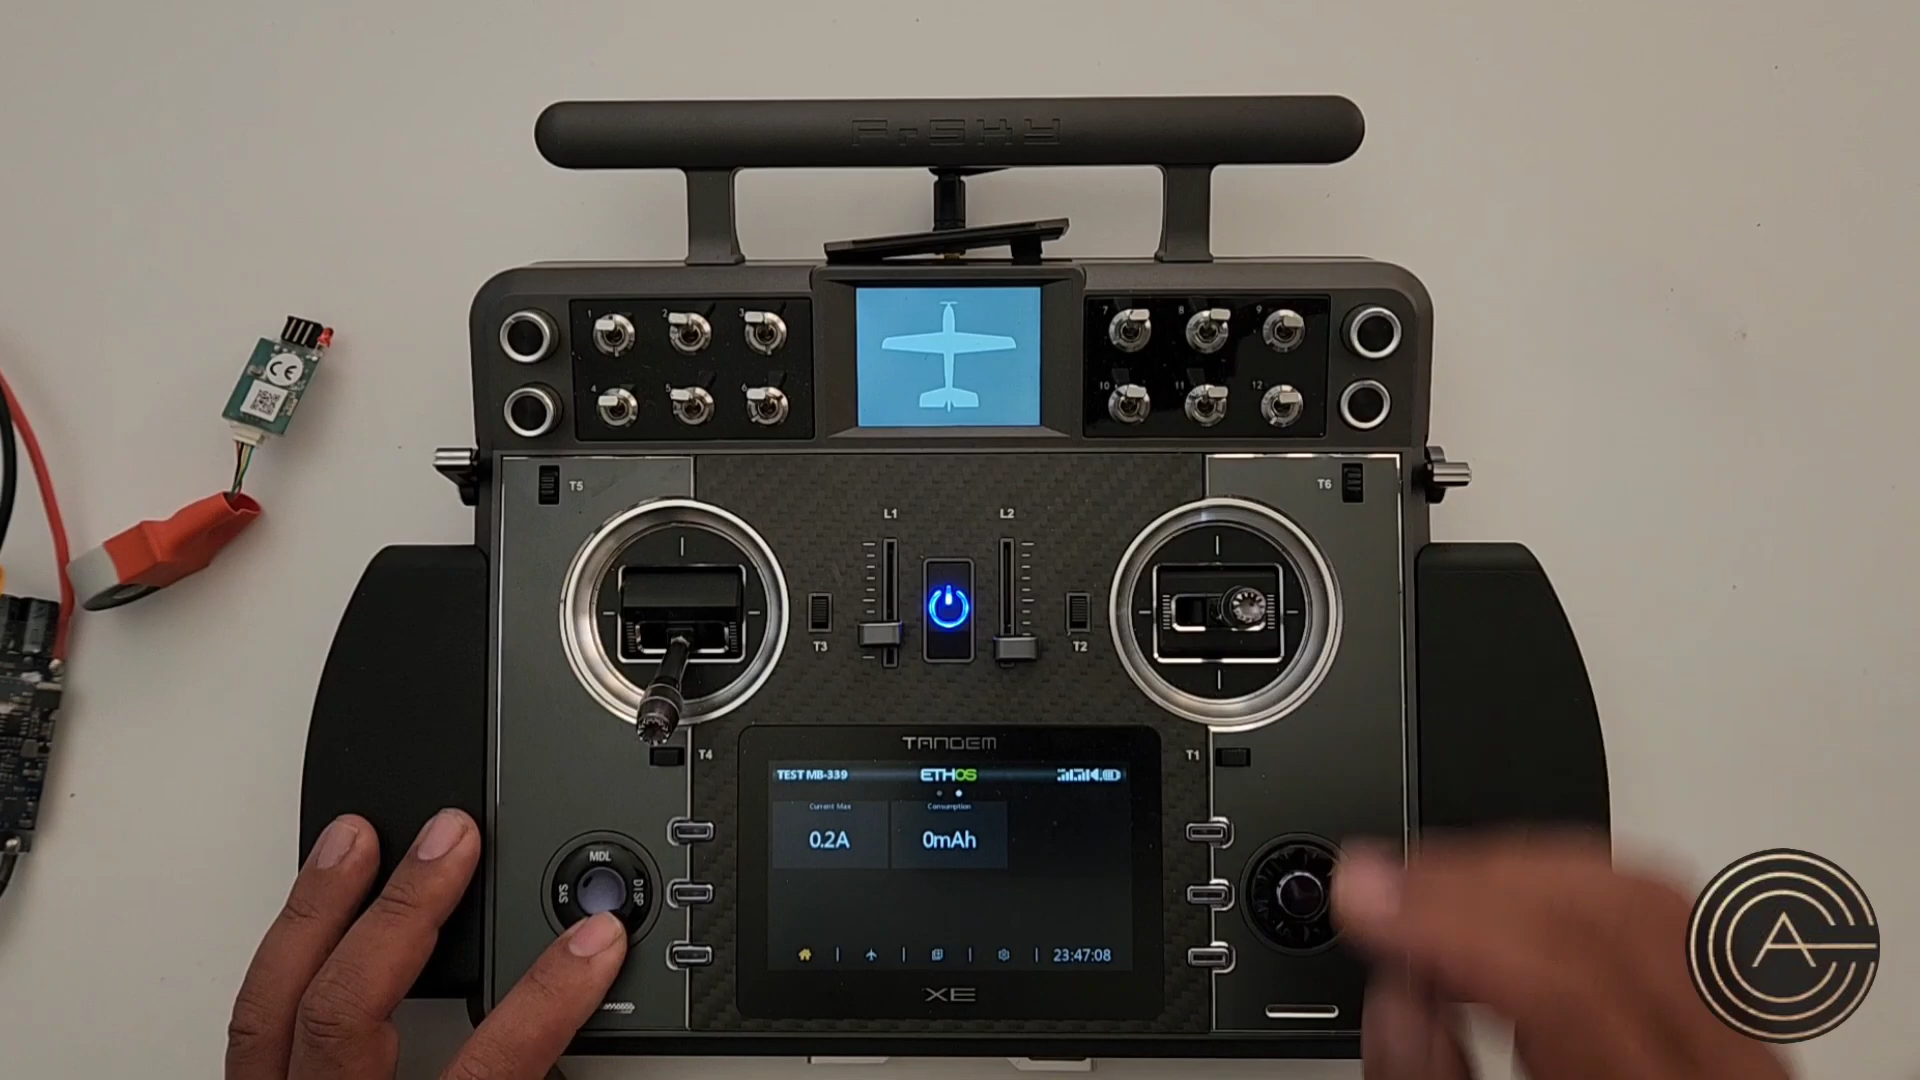 FrSKY
1
2
3
7
8
9
4
5
6
10
11
12
CE
T5
T6
L1
L2
T3
T2
T4
T1
TANDEM
TEST MB-339
ETHOS
Current Max
Consumption
0.2A
0mAh
MDL
SYS
DISP
23:47:08
XE